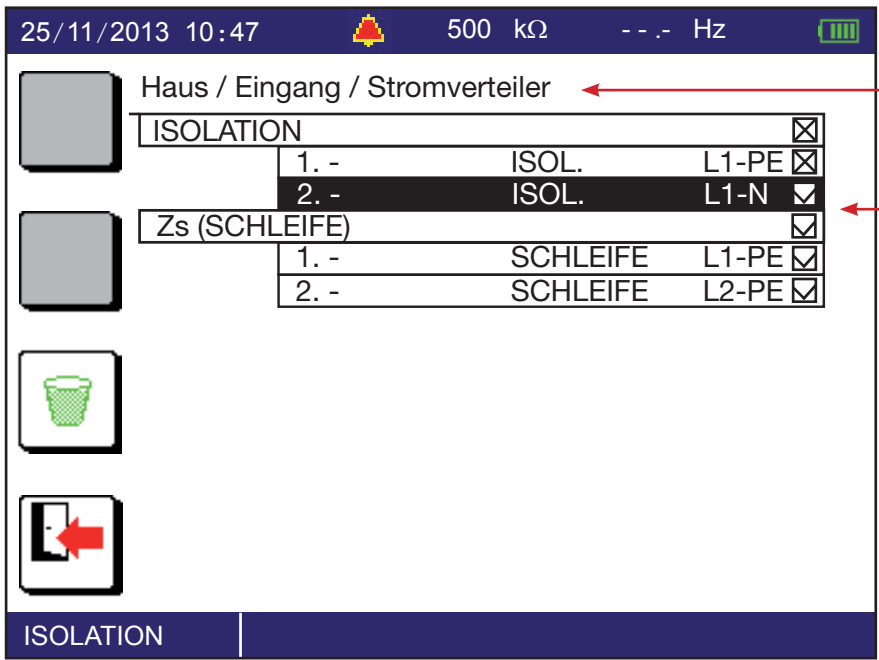 25/11/2013 10:47 500 kΩ - - .- Hz
Haus / Eingang / Stromverteiler
ISOLATION
1. - ISOL. L1-PE
2. - ISOL. L1-N
Zs (SCHLEIFE)
1. - SCHLEIFE L1-PE
2. - SCHLEIFE L2-PE
ISOLATION